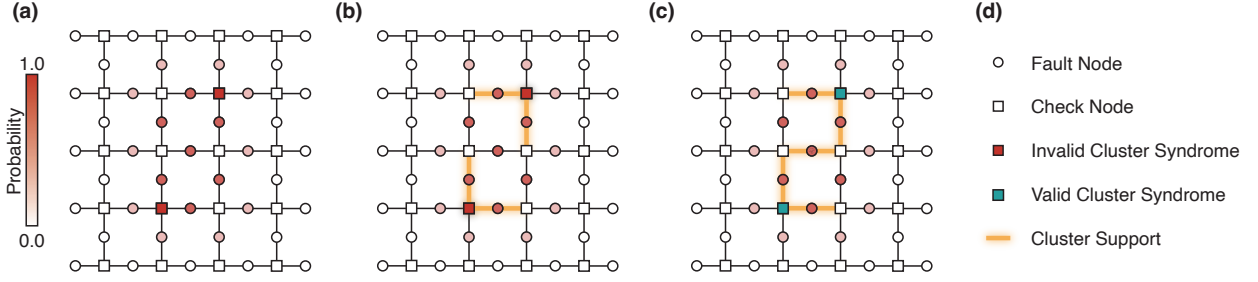 (a)
(b)
(c)
(d)
1.0
Probability
0.0
Fault Node
Check Node
Invalid Cluster Syndrome
Valid Cluster Syndrome
Cluster Support